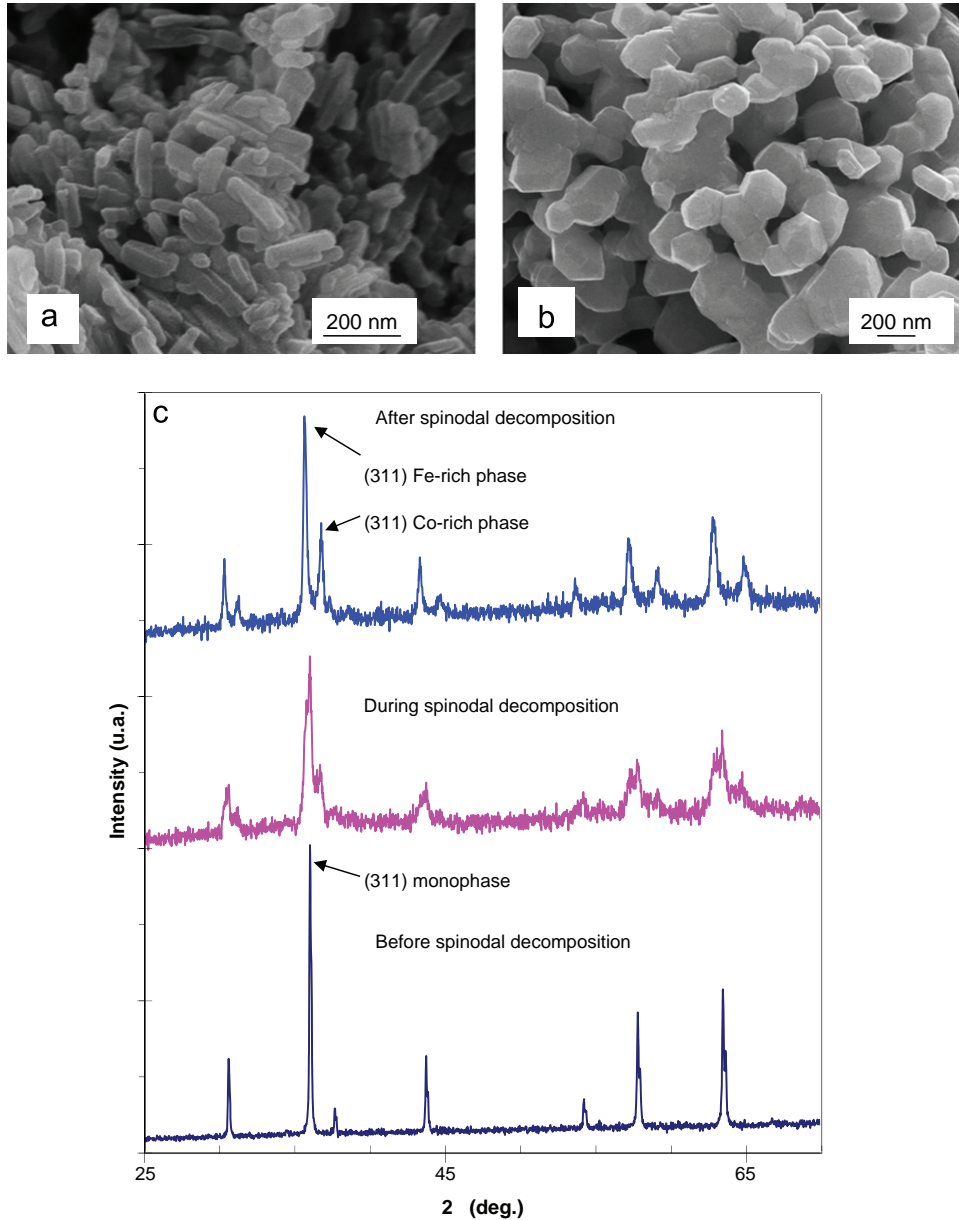 a
200 nm
b
200 nm
c
After spinodal decomposition
(311) Fe-rich phase
(311) Co-rich phase
During spinodal decomposition
(311) monophase
Before spinodal decomposition
Intensity (u.a.)
25
45
65
2 (deg.)